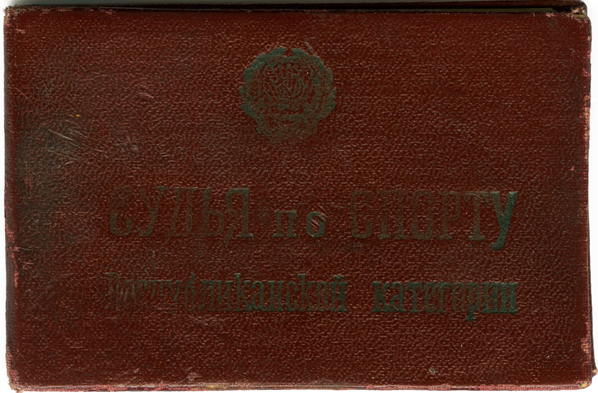 СУДЬЯ по СПОРТУ
Республиканской категории